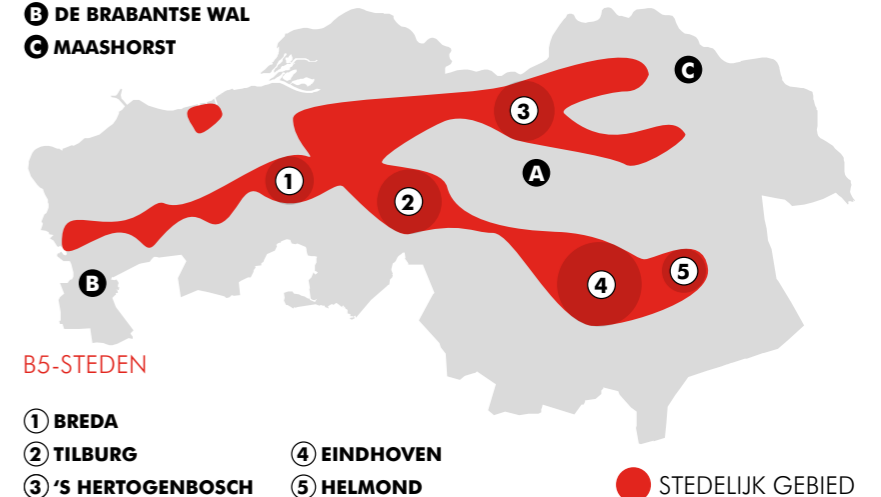 B DE BRABANTSE WAL
C MAASHORST
C
3
A
1
2
B
4
5
B5-STEDEN
1 BREDA
2 TILBURG
3 'S HERTOGENBOSCH
4 EINDHOVEN
5 HELMOND
STEDELIJK GEBIED